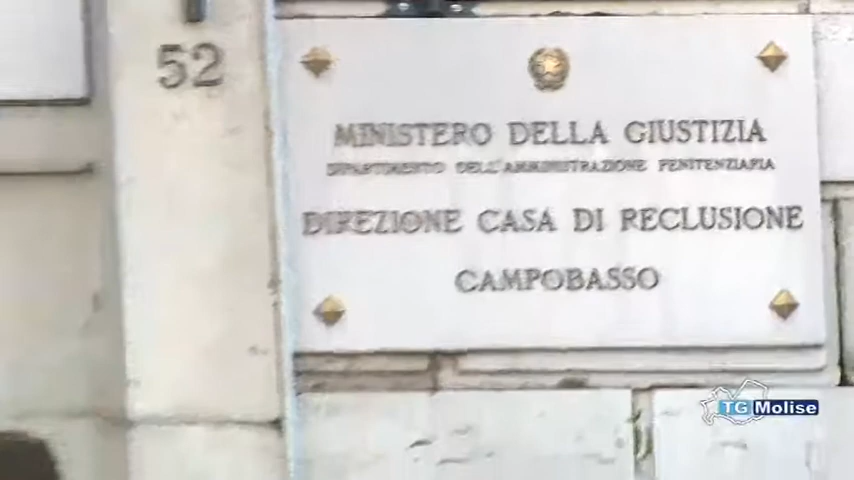 52
MINISTERO DELLA GIUSTIZIA
DIPARTIMENTO DELL'AMMINISTRAZIONE PENITENZIARIA
DIREZIONE CASA DI RECLUSIONE
CAMPOBASSO
TG Molise